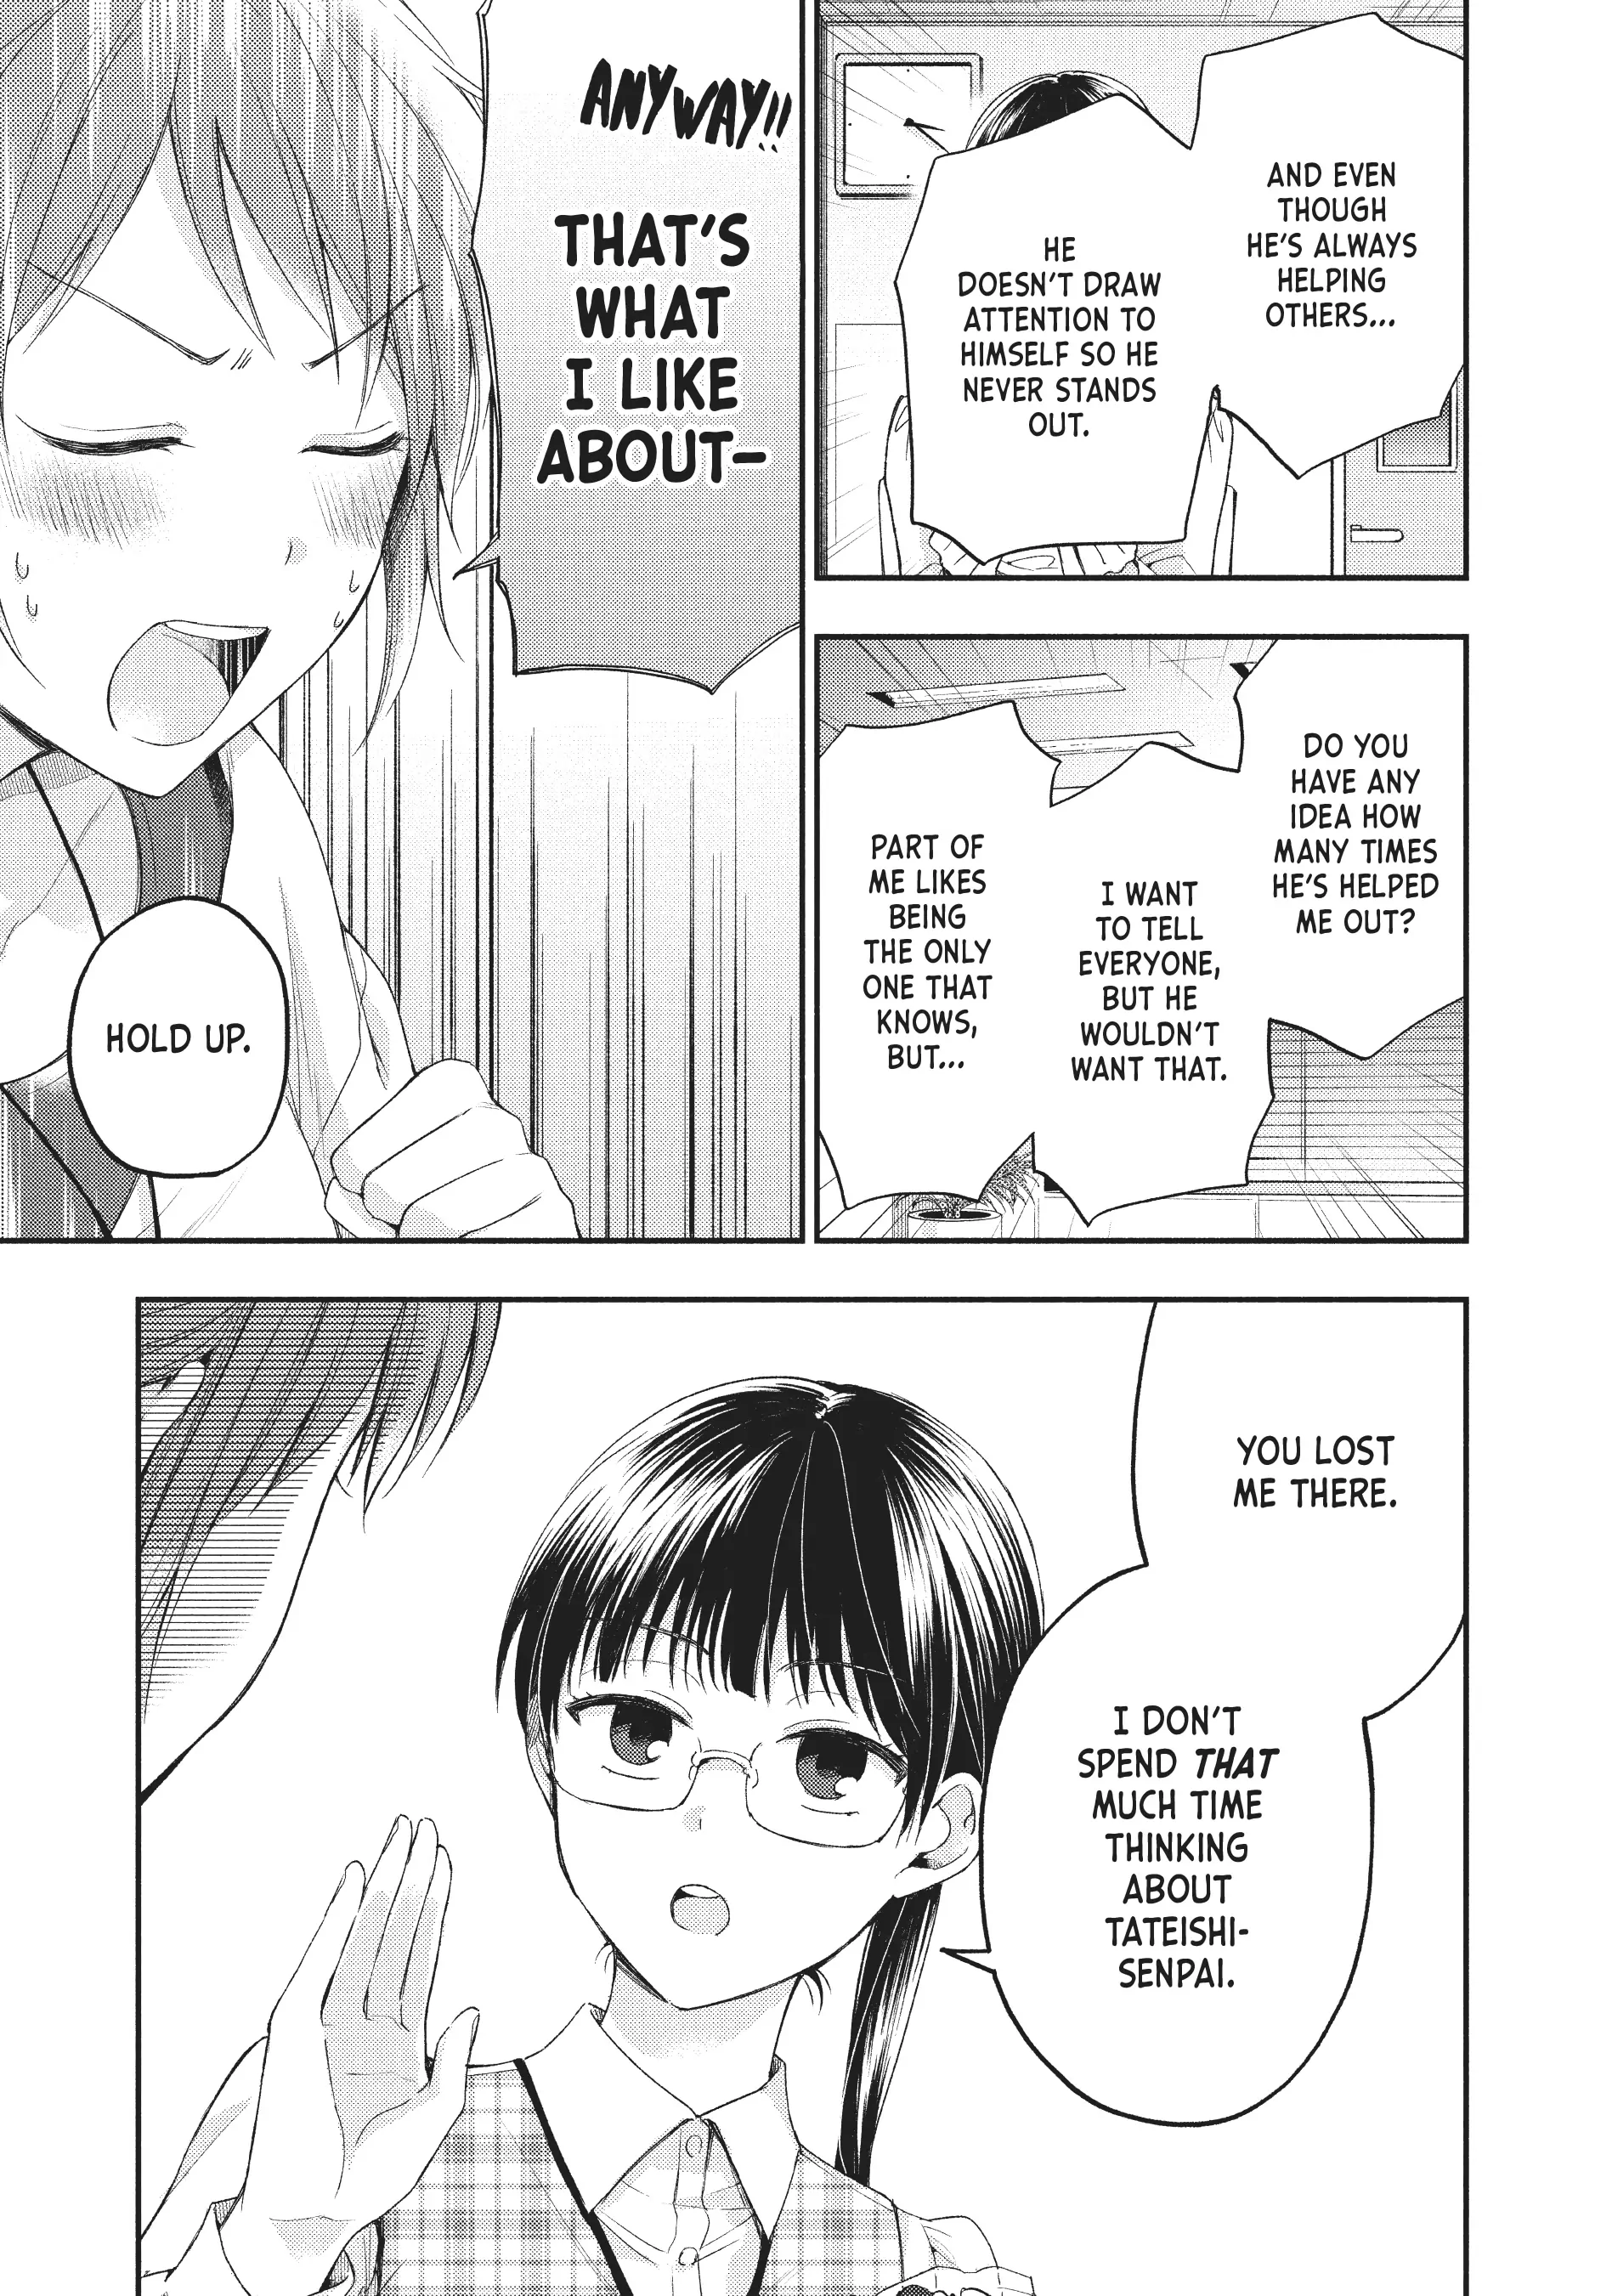 AND EVEN
THOUGH
HE'S ALWAYS
HELPING
OTHERS...
HE
DOESN'T DRAW
ATTENTION TO
HIMSELF SO HE
NEVER STANDS
OUT.
DO YOU
HAVE ANY
IDEA HOW
MANY TIMES
HE'S HELPED
ME OUT?
I WANT
TO TELL
EVERYONE,
BUT HE
WOULDN'T
WANT THAT.
PART OF
ME LIKES
BEING
THE ONLY
ONE THAT
KNOWS,
BUT...
ANYWAY!!
THAT'S
WHAT
I LIKE
ABOUT-
HOLD UP.
YOU LOST
ME THERE.
I DON'T
SPEND THAT
MUCH TIME
THINKING
ABOUT
TATEISHI-
SENPAI.